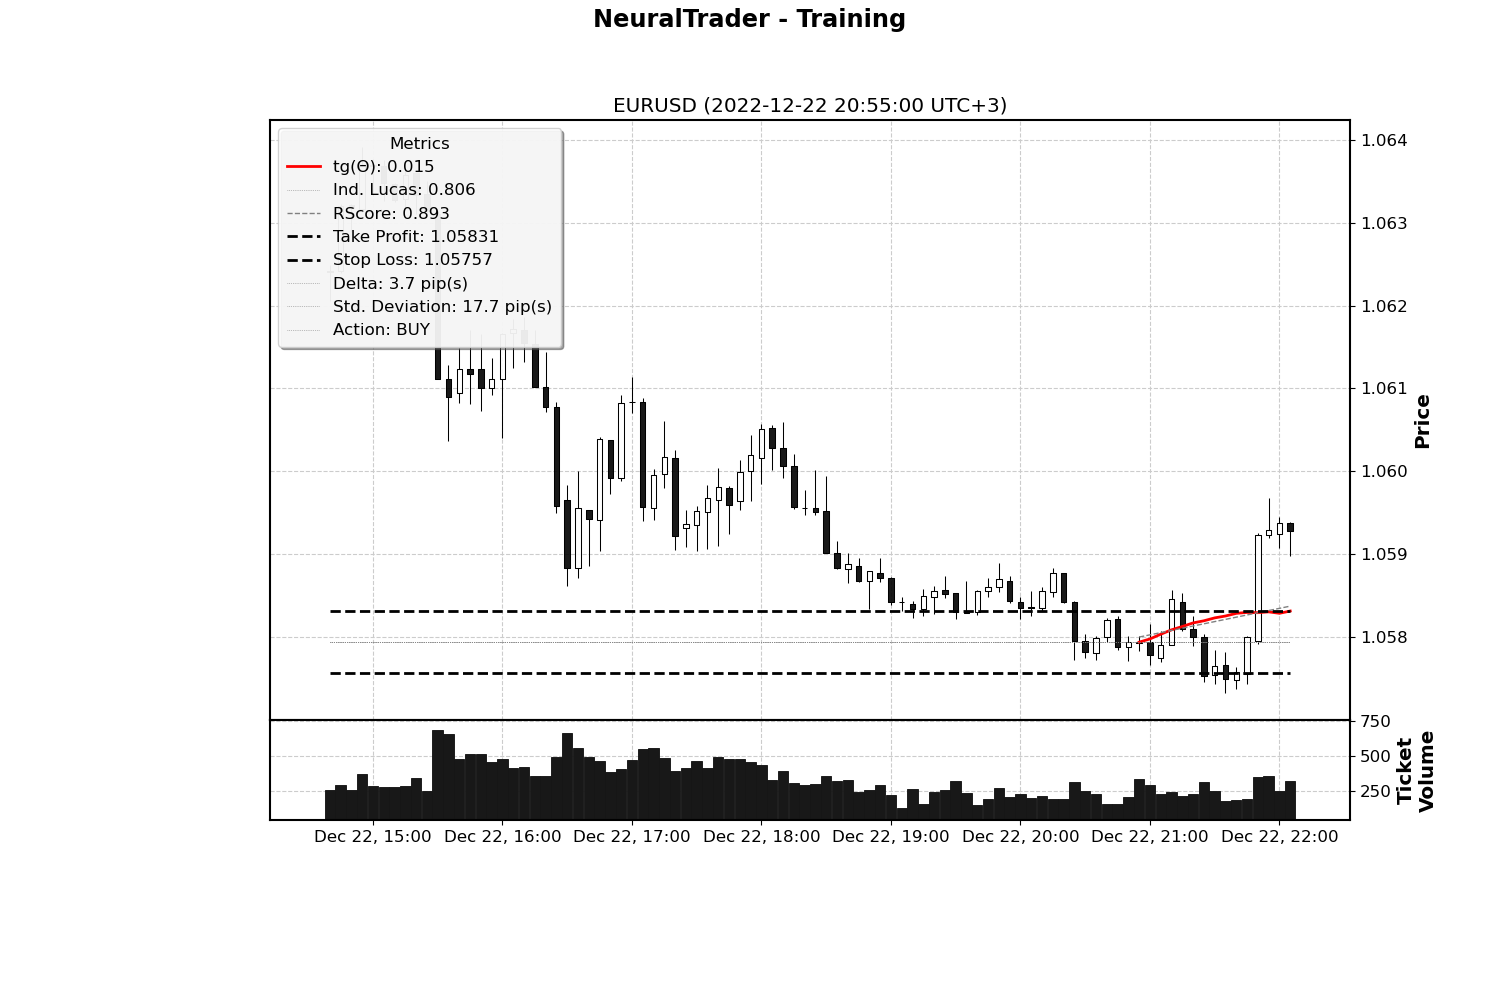 NeuralTrader - Training
EURUSD (2022-12-22 20:55:00 UTC+3)
Metrics
tg(Θ): 0.015
Ind. Lucas: 0.806
RScore: 0.893
Take Profit: 1.05831
Stop Loss: 1.05757
Delta: 3.7 pip(s)
Std. Deviation: 17.7 pip(s)
Action: BUY
1.064
1.063
1.062
1.061
1.060
1.059
1.058
Price
750
500
250
Ticket
Volume
Dec 22, 15:00
Dec 22, 16:00
Dec 22, 17:00
Dec 22, 18:00
Dec 22, 19:00
Dec 22, 20:00
Dec 22, 21:00
Dec 22, 22:00